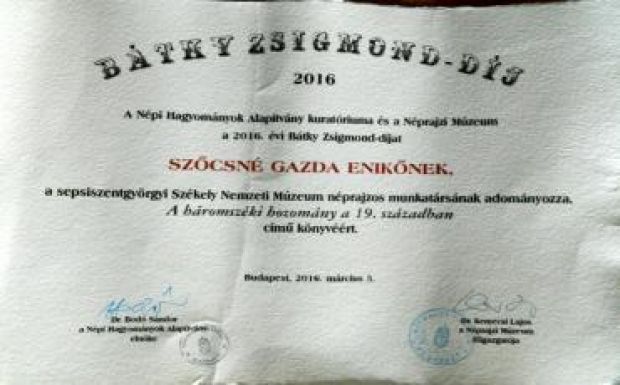 BÁTKY ZSIGMOND-DÍJ
2016
A Népi Hagyományok Alapítvány kuratóriuma és a Néprajzi Múzeum
a 2016. évi Bátky Zsigmond-díjat
SZŐCSNÉ GAZDA ENIKŐNEK,
a sepsiszentgyörgyi Székely Nemzeti Múzeum néprajzos munkatársának adományozza,
A háromszéki hozomány a 19. században
című könyvéért.
Budapest, 2016. március 5.
Dr. Bodó Sándor
a Népi Hagyományok Alapítvány
elnöke
Dr. Kemecsi Lajos
a Néprajzi Múzeum
főigazgatója